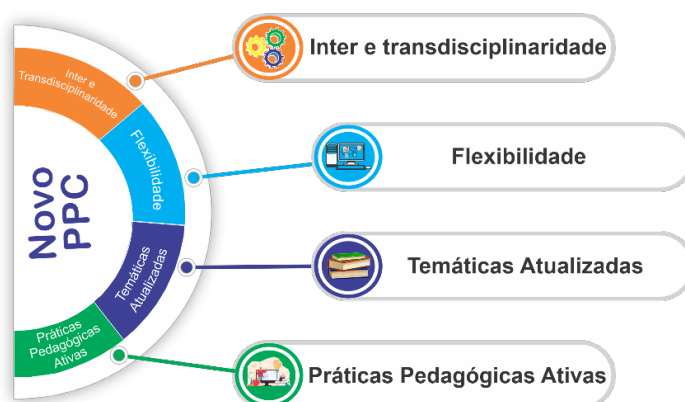 Novo
PPC
Inter e
Transdisciplinaridade
Flexibilidade
Temáticas
Atualizadas
Práticas
Pedagógicas
Ativas
Inter e transdisciplinaridade
Flexibilidade
Temáticas Atualizadas
Práticas Pedagógicas Ativas